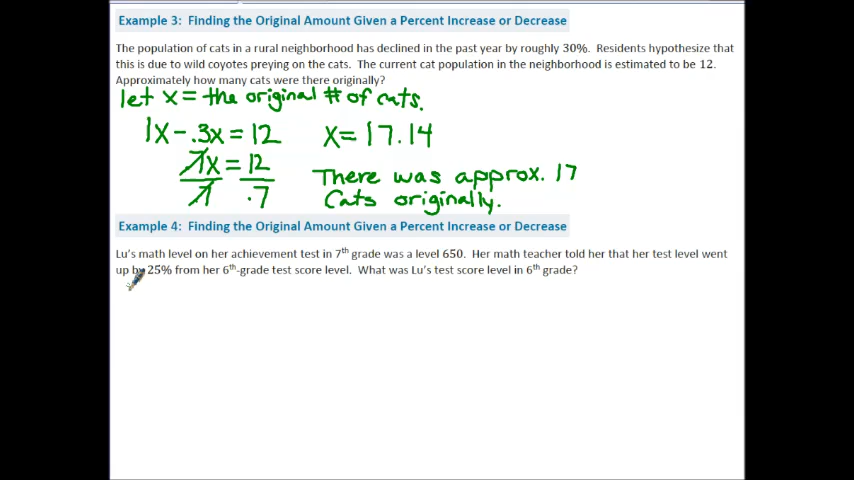 Example 3: Finding the Original Amount Given a Percent Increase or Decrease
The population of cats in a rural neighborhood has declined in the past year by roughly 30%. Residents hypothesize that
this is due to wild coyotes preying on the cats. The current cat population in the neighborhood is estimated to be 12.
Approximately how many cats were there originally?
let x = the original # of cats.
1x - .3x = 12
x = 17.14
.7x = 12
.7 .7
There was approx. 17
Cats originally.
Example 4: Finding the Original Amount Given a Percent Increase or Decrease
Lu's math level on her achievement test in 7th grade was a level 650. Her math teacher told her that her test level went
up by 25% from her 6th-grade test score level. What was Lu's test score level in 6th grade?